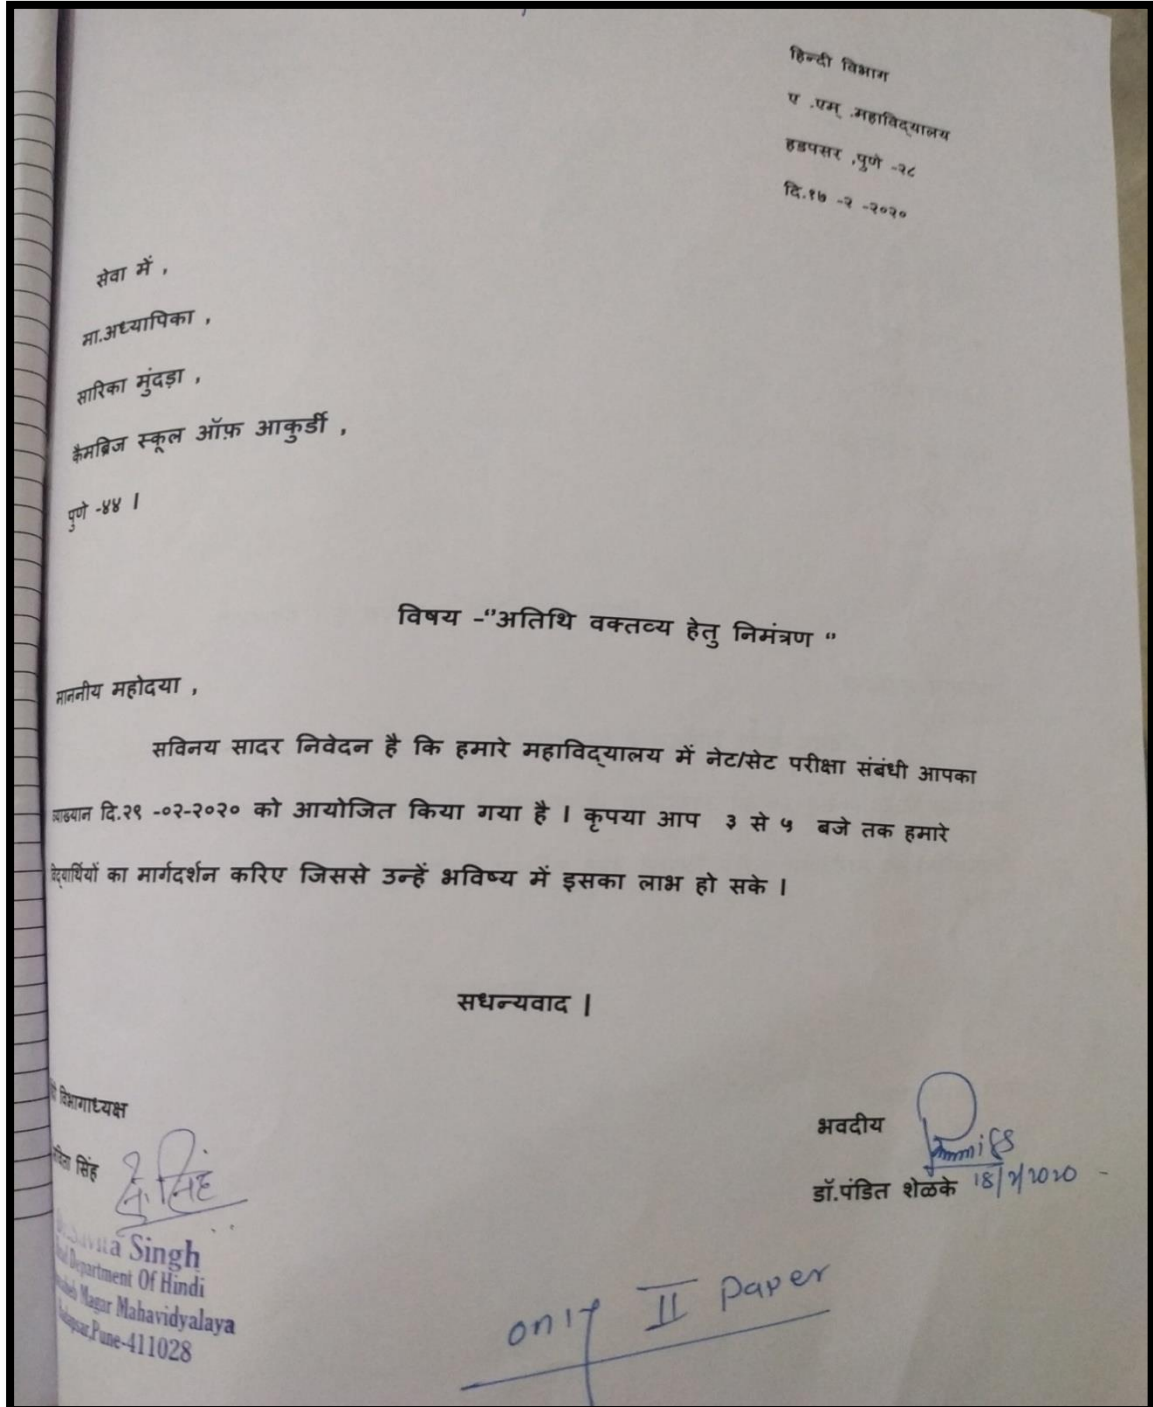 हिन्दी विभाग
ए .एम् .महाविद्यालय
हडपसर ,पुणे -२८
दि.१७ -२ -२०२०
सेवा में ,
मा.अध्यापिका ,
सारिका मुंदड़ा ,
कैमब्रिज स्कूल ऑफ़ आकुर्डी ,
पुणे -४४ |
विषय -"अतिथि वक्तव्य हेतु निमंत्रण "
माननीय महोदया ,
सविनय सादर निवेदन है कि हमारे महाविद्यालय में नेट/सेट परीक्षा संबंधी आपका
व्याख्यान दि.२९ -०२-२०२० को आयोजित किया गया है | कृपया आप ३ से ५ बजे तक हमारे
विद्यार्थियों का मार्गदर्शन करिए जिससे उन्हें भविष्य में इसका लाभ हो सके |
सधन्यवाद |
विभागाध्यक्ष
भवदीय
सिंह
डॉ.पंडित शेळके 18/2/2020
Singh
Department Of Hindi
Magar Mahavidyalaya
Pune-411028
only II Paper